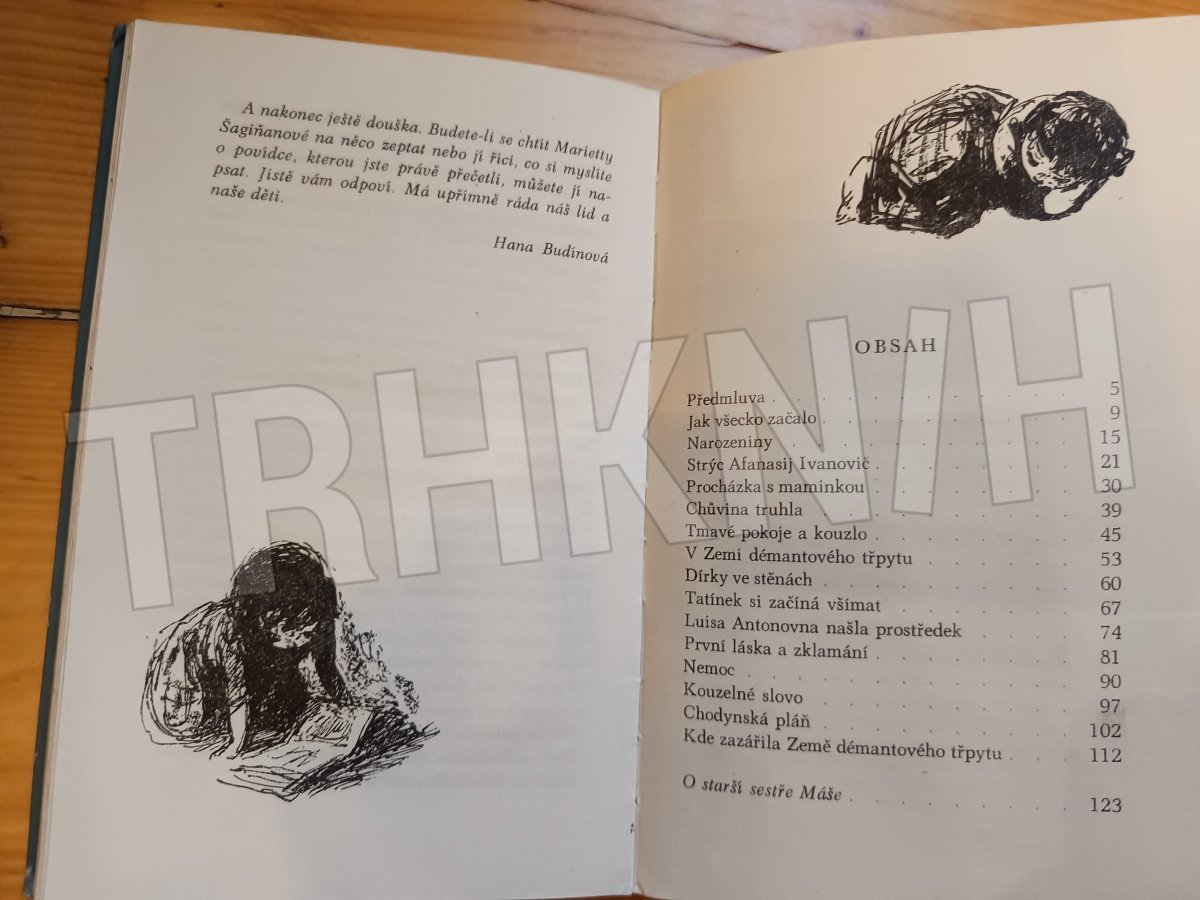 A nakonec ještě douška. Budete-li se chtít Marietty
Šagiňanové na něco zeptat nebo jí říci, co si myslíte
o povídce, kterou jste právě přečetli, můžete jí na-
psat. Jistě vám odpoví. Má upřímně ráda náš lid a
naše děti.
Hana Budínová
OBSAH
Předmluva . . . . . . . . 5
Jak všecko začalo . . . . . . . 9
Narozeniny . . . . . . . 15
Strýc Afanasij Ivanovič . . . . . . 21
Procházka s maminkou . . . . . . 30
Chůvina truhla . . . . . . . 39
Tmavé pokoje a kouzlo . . . . . . 45
V Zemi démantového třpytu . . . . . 53
Dírky ve stěnách . . . . . . . 60
Tatínek si začíná všímat . . . . . 67
Luisa Antonovna našla prostředek . . . 74
První láska a zklamání . . . . . . 81
Nemoc . . . . . . . . 90
Kouzelné slovo . . . . . . . 97
Chodynská pláň . . . . . . . 102
Kde zazářila Země démantového třpytu . . . 112
O starší sestře Máše . . . . . . . 123
TRHKNIH